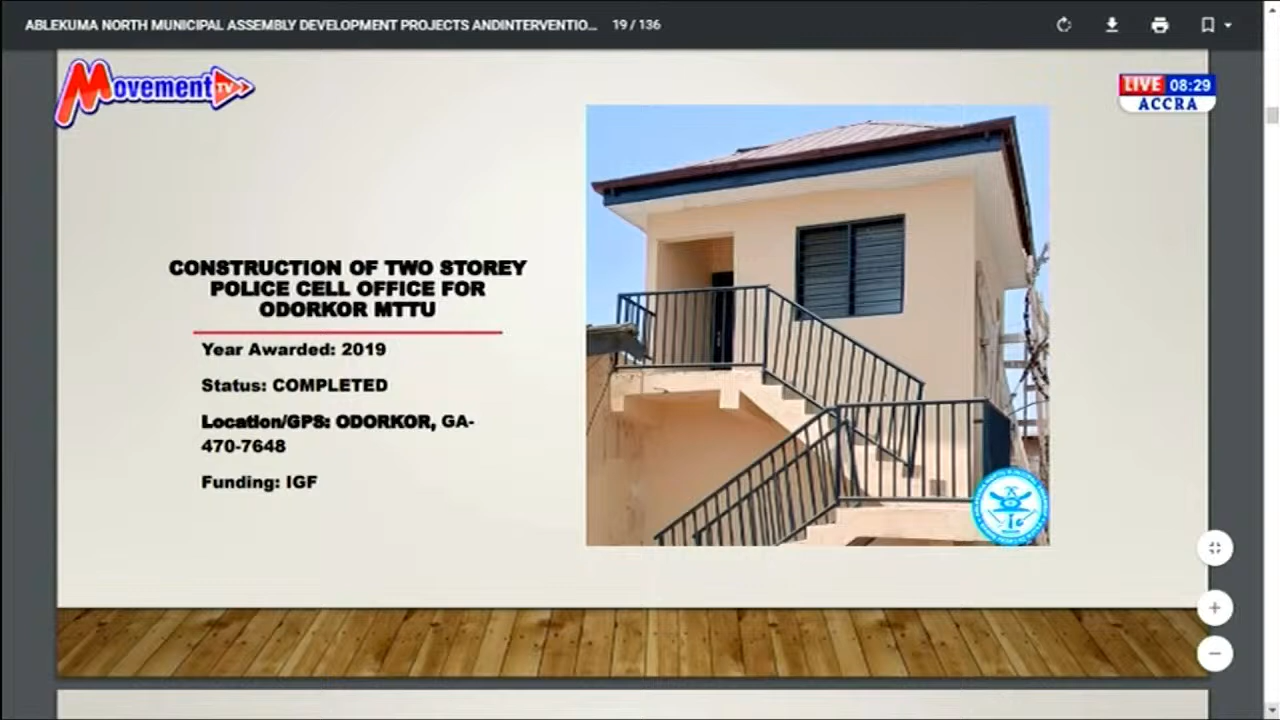 ABLEKUMA NORTH MUNICIPAL ASSEMBLY DEVELOPMENT PROJECTS ANDINTERVENTIO... 19 / 136
Movement TV
LIVE 08:29
ACCRA
CONSTRUCTION OF TWO STOREY
POLICE CELL OFFICE FOR
ODORKOR MTTU
Year Awarded: 2019
Status: COMPLETED
Location/GPS: ODORKOR, GA-
470-7648
Funding: IGF